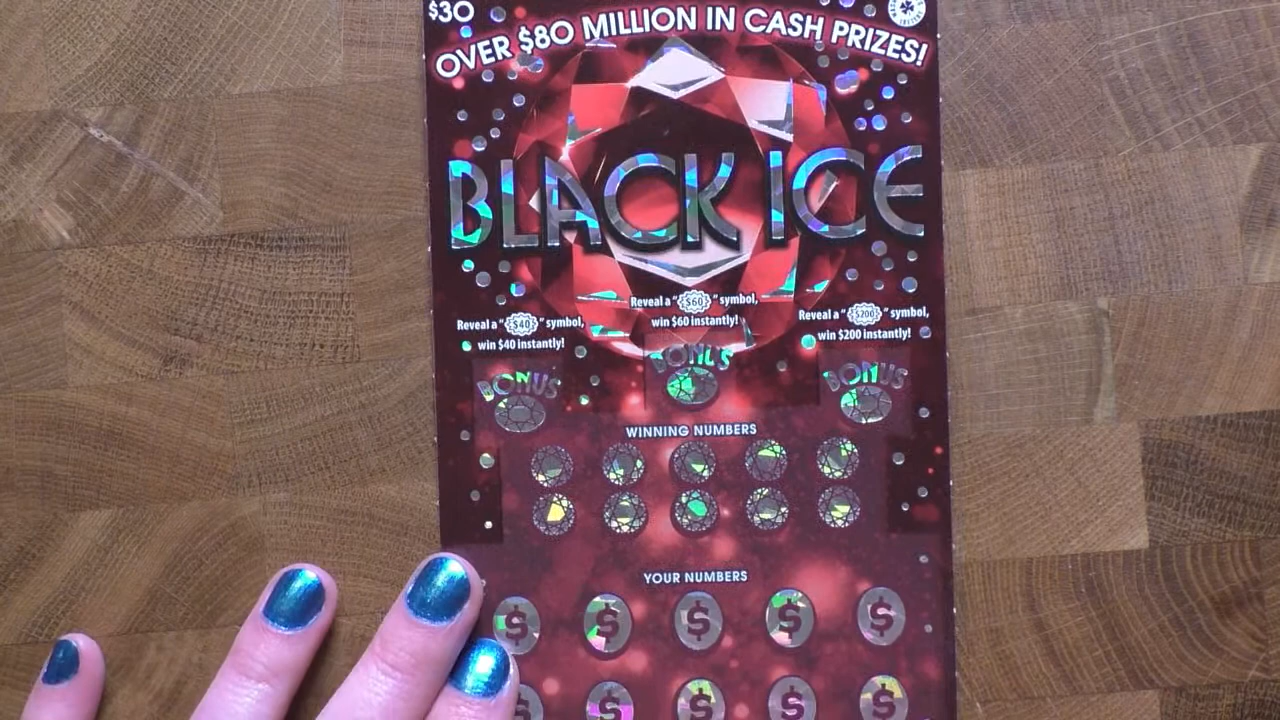 $30
OVER $80 MILLION IN CASH PRIZES!
BLACK ICE
Reveal a "$40" symbol,
win $40 instantly!
Reveal a "$60" symbol,
win $60 instantly!
Reveal a "$200" symbol,
win $200 instantly!
BONUS
BONUS
BONUS
WINNING NUMBERS
YOUR NUMBERS
$ $ $ $ $
$ $ $ $ $